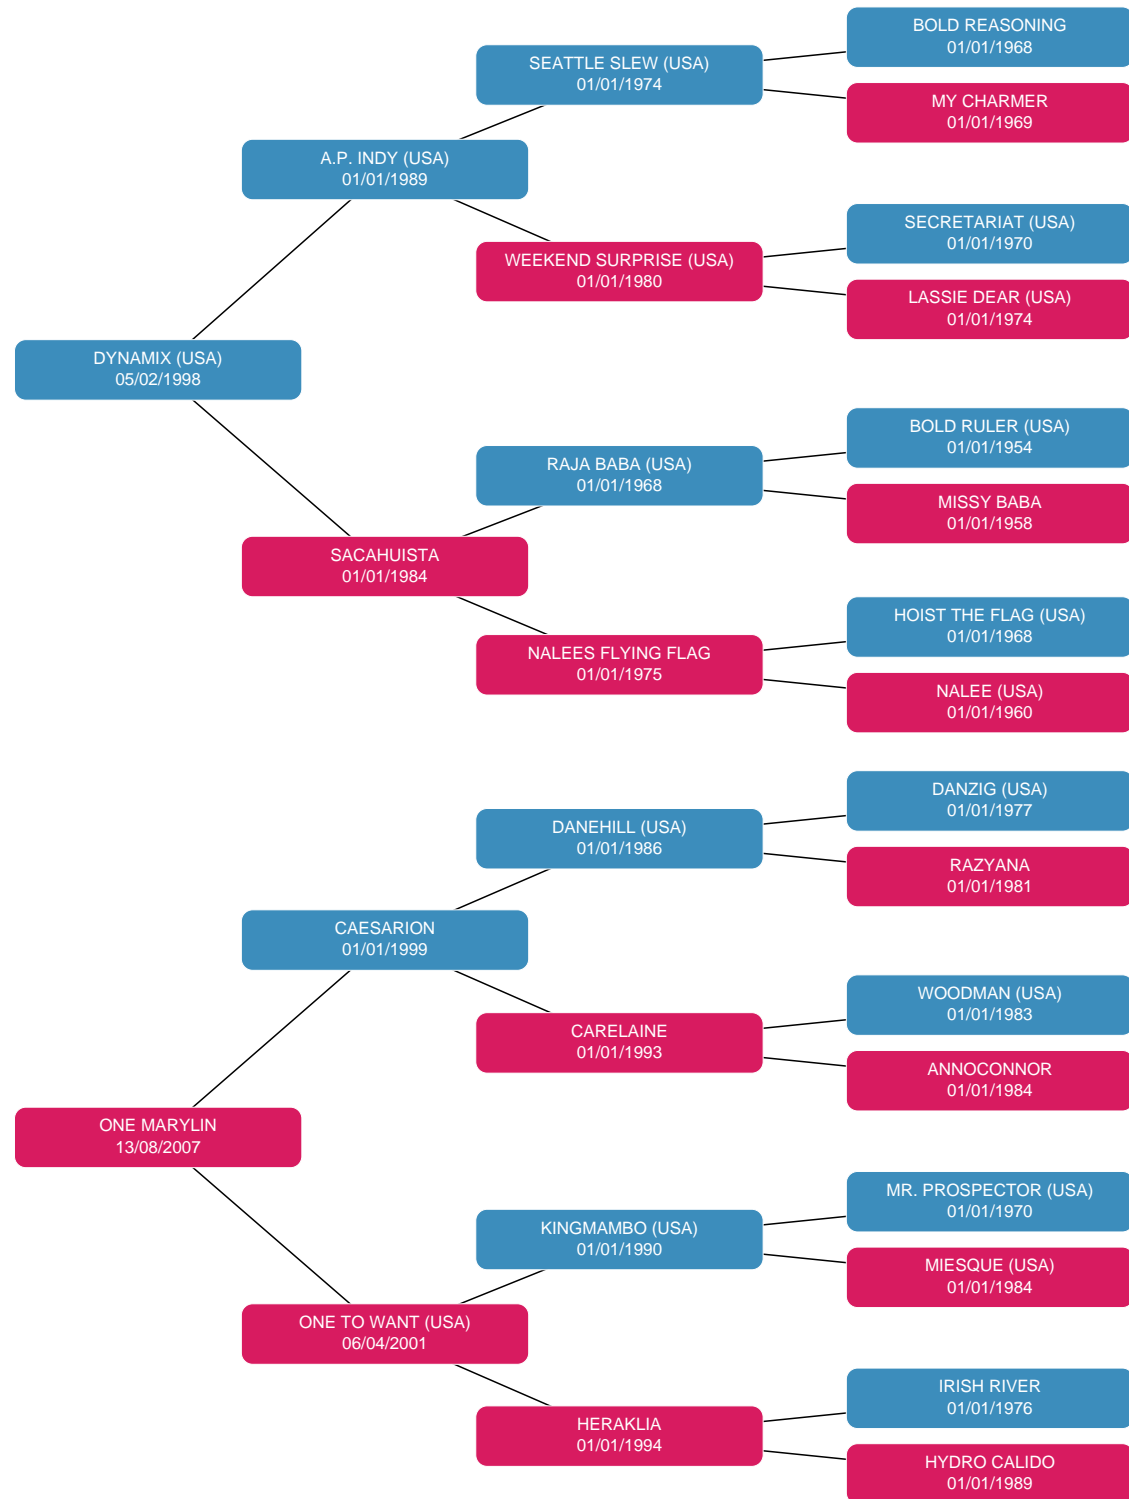 BOLD REASONING
01/01/1968
SEATTLE SLEW (USA)
01/01/1974
MY CHARMER
01/01/1969
A.P. INDY (USA)
01/01/1989
SECRETARIAT (USA)
01/01/1970
WEEKEND SURPRISE (USA)
01/01/1980
LASSIE DEAR (USA)
01/01/1974
DYNAMIX (USA)
05/02/1998
BOLD RULER (USA)
01/01/1954
RAJA BABA (USA)
01/01/1968
MISSY BABA
01/01/1958
SACAHUISTA
01/01/1984
HOIST THE FLAG (USA)
01/01/1968
NALEES FLYING FLAG
01/01/1975
NALEE (USA)
01/01/1960
DANZIG (USA)
01/01/1977
DANEHILL (USA)
01/01/1986
RAZYANA
01/01/1981
CAESARION
01/01/1999
WOODMAN (USA)
01/01/1983
CARELAINE
01/01/1993
ANNOCONNOR
01/01/1984
ONE MARYLIN
13/08/2007
MR. PROSPECTOR (USA)
01/01/1970
KINGMAMBO (USA)
01/01/1990
MIESQUE (USA)
01/01/1984
ONE TO WANT (USA)
06/04/2001
IRISH RIVER
01/01/1976
HERAKLIA
01/01/1994
HYDRO CALIDO
01/01/1989